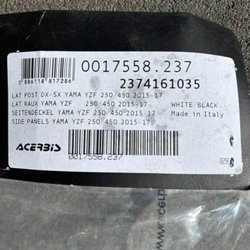 0017558.237
0886118817286
2374161035
LAT POST DX-SX YAMA YZF 250/450 2015-17
LAT RAUX YAMA YZF 250/450 2015-17 WHITE/BLACK
SEITENDECKEL YAMA YZF 250/450 2015-17 Made in Italy
SIDE PANELS YAMA YZF 250/450 2015-17
ACERBIS
0017558.237